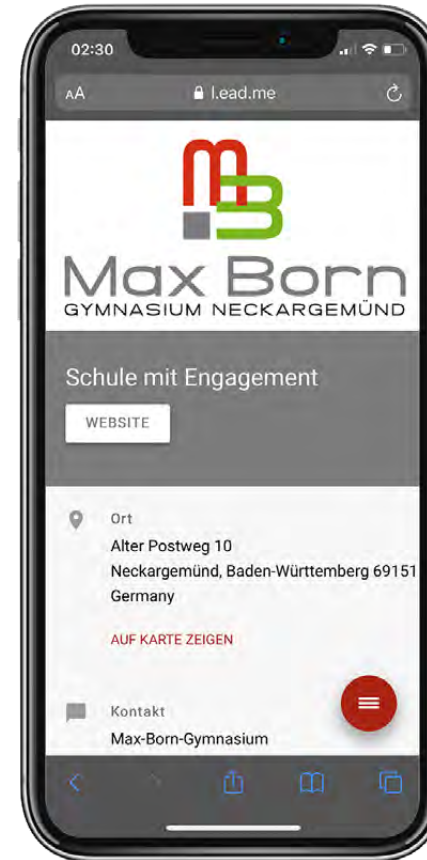 02:30
AA l.ead.me
mB
Max Born
GYMNASIUM NECKARGEMÜND
Schule mit Engagement
WEBSITE
Ort
Alter Postweg 10
Neckargemünd, Baden-Württemberg 69151
Germany
AUF KARTE ZEIGEN
Kontakt
Max-Born-Gymnasium